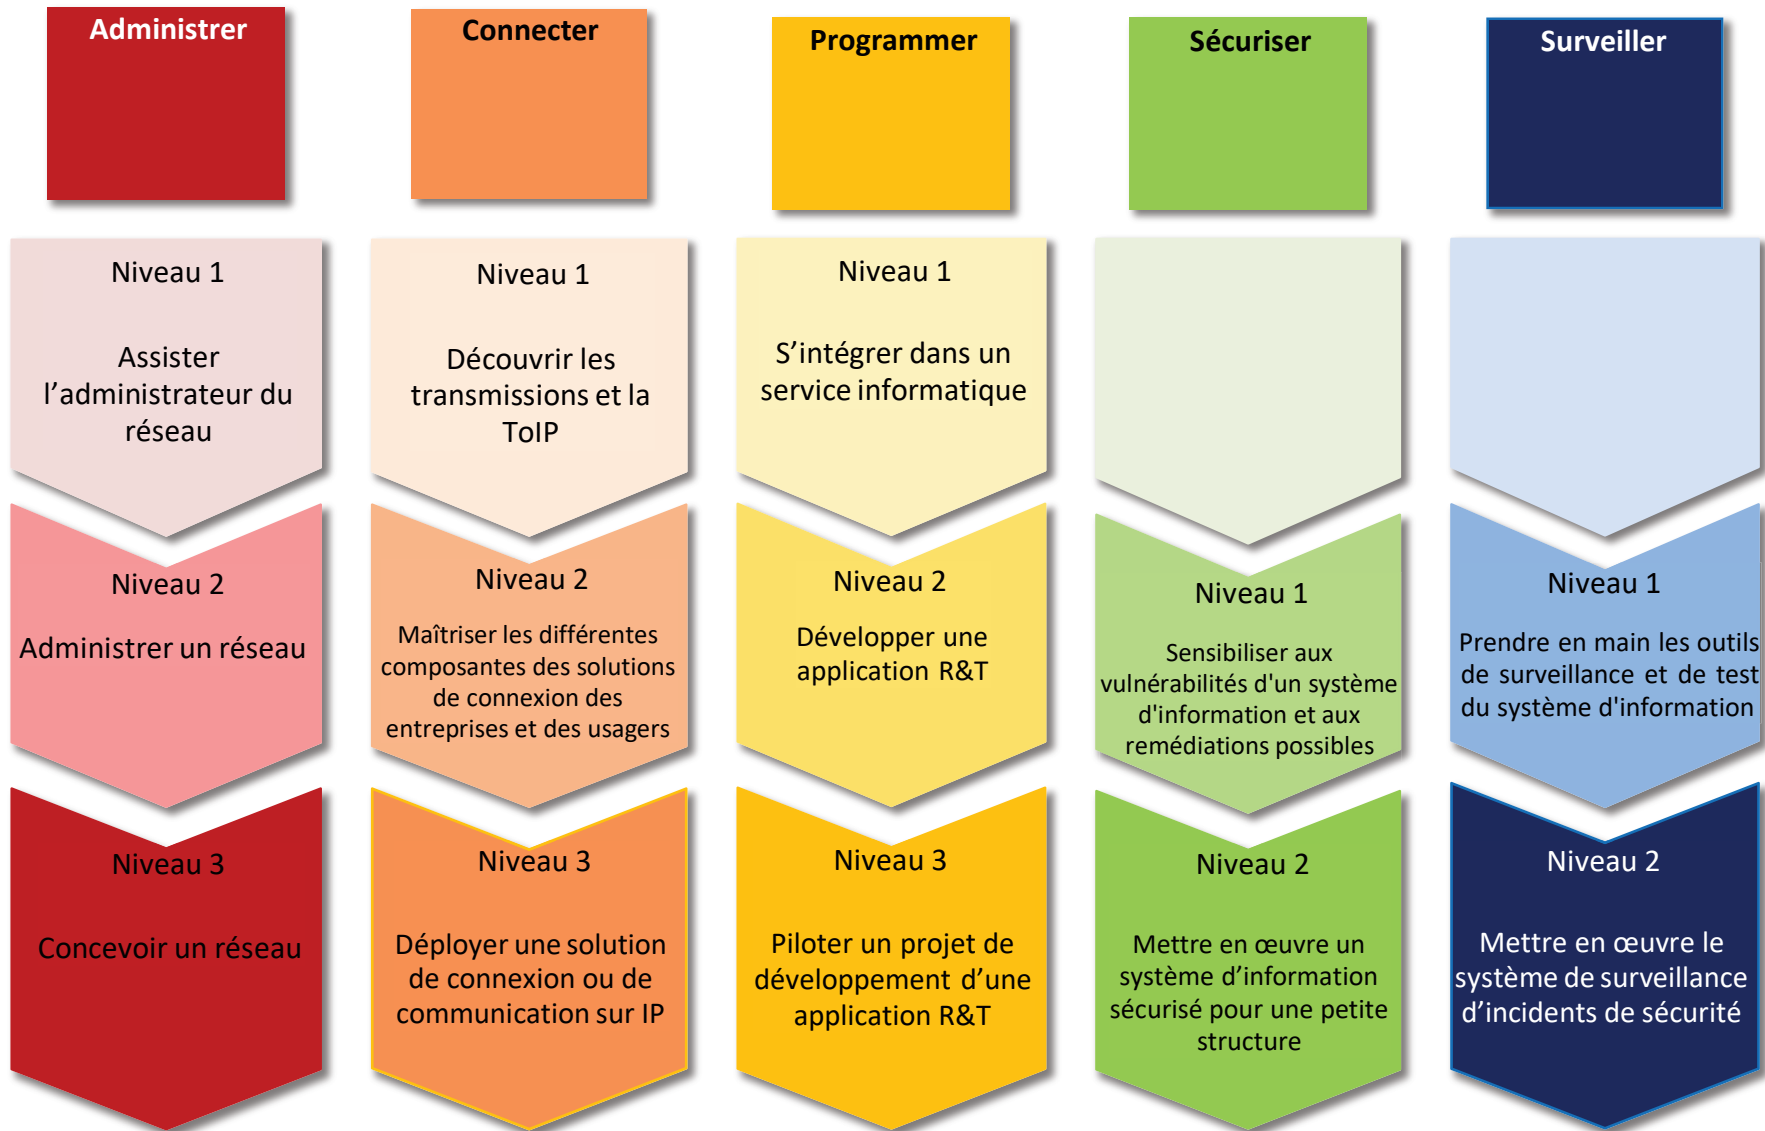 Administrer
Connecter
Programmer
Sécuriser
Surveiller
Niveau 1
Assister
l’administrateur du
réseau
Niveau 1
Découvrir les
transmissions et la
ToIP
Niveau 1
S’intégrer dans un
service informatique
Niveau 2
Administrer un réseau
Niveau 2
Maîtriser les différentes
composantes des solutions
de connexion des
entreprises et des usagers
Niveau 2
Développer une
application R&T
Niveau 1
Sensibiliser aux
vulnérabilités d'un système
d'information et aux
remédiations possibles
Niveau 1
Prendre en main les outils
de surveillance et de test
du système d'information
Niveau 3
Concevoir un réseau
Niveau 3
Déployer une solution
de connexion ou de
communication sur IP
Niveau 3
Piloter un projet de
développement d’une
application R&T
Niveau 2
Mettre en œuvre un
système d’information
sécurisé pour une petite
structure
Niveau 2
Mettre en œuvre le
système de surveillance
d’incidents de sécurité